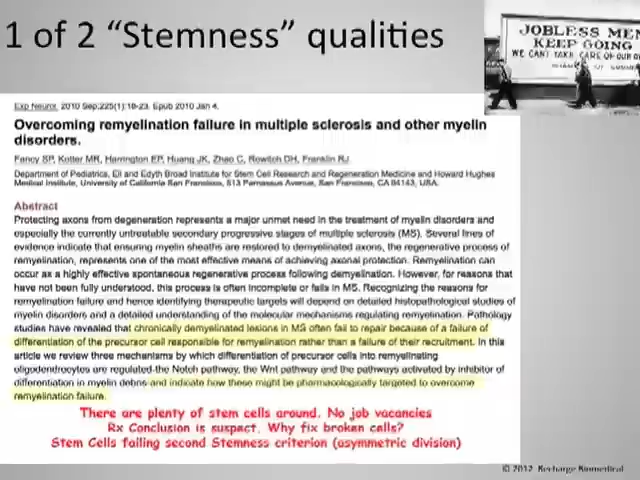 1 of 2 “Stemness” qualities
JOBLESS MEN
KEEP GOING
WE CAN'T TAKE CARE OF OUR OWN
Exp Neurol. 2010 Sep;225(1):18-23. Epub 2010 Jan 4.
Overcoming remyelination failure in multiple sclerosis and other myelin
disorders.
Fancy SP, Kotter MR, Harrington EP, Huang JK, Zhao C, Rowitch DH, Franklin RJ.
Department of Pediatrics, Eli and Edyth Broad Institute for Stem Cell Research and Regeneration Medicine and Howard Hughes
Medical Institute, University of California San Francisco, 513 Parnassus Avenue, San Francisco, CA 94143, USA.
Abstract
Protecting axons from degeneration represents a major unmet need in the treatment of myelin disorders and
especially the currently untreatable secondary progressive stages of multiple sclerosis (MS). Several lines of
evidence indicate that ensuring myelin sheaths are restored to demyelinated axons, the regenerative process of
remyelination, represents one of the most effective means of achieving axonal protection. Remyelination can
occur as a highly effective spontaneous regenerative process following demyelination. However, for reasons that
have not been fully understood, this process is often incomplete or fails in MS. Recognizing the reasons for
remyelination failure and hence identifying therapeutic targets will depend on detailed histopathological studies of
myelin disorders and a detailed understanding of the molecular mechanisms regulating remyelination. Pathology
studies have revealed that chronically demyelinated lesions in MS often fail to repair because of a failure of
differentiation of the precursor cell responsible for remyelination rather than a failure of their recruitment. In this
article we review three mechanisms by which differentiation of precursor cells into remyelinating
oligodendrocytes are regulated-the Notch pathway, the Wnt pathway and the pathways activated by inhibitor of
differentiation in myelin debris-and indicate how these might be pharmacologically targeted to overcome
remyelination failure.
There are plenty of stem cells around. No job vacancies
Rx Conclusion is suspect. Why fix broken cells?
Stem Cells failing second Stemness criterion (asymmetric division)
© 2012 Recharge Biomedical